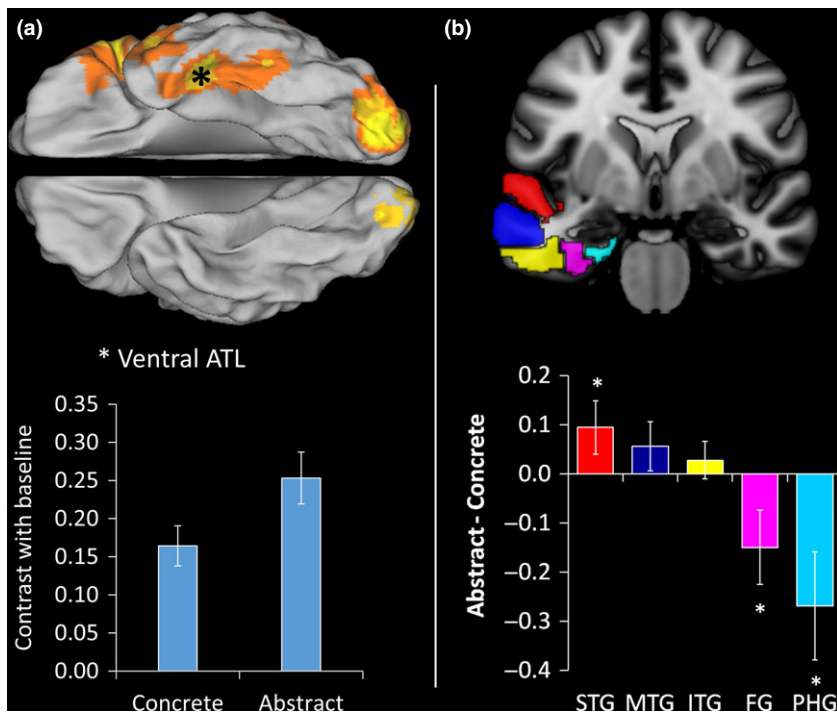 (a)
*
* Ventral ATL
Contrast with baseline
0.35
0.30
0.25
0.20
0.15
0.10
0.05
0.00
Concrete Abstract
(b)
Abstract - Concrete
0.2
0.1
0.0
–0.1
–0.2
–0.3
–0.4
*
*
*
STG MTG ITG FG PHG